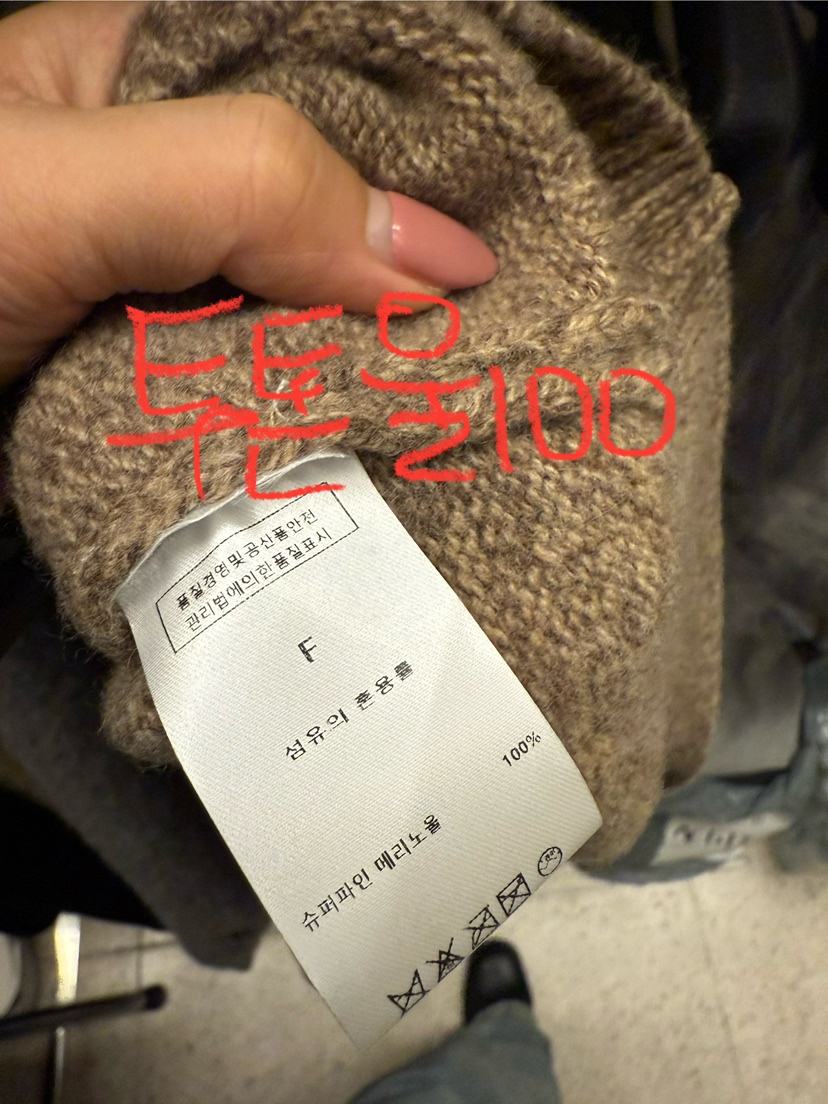 투톤울100
품질경영및공산품안전
관리법에의한품질표시
F
섬유의 혼용률
100%
슈퍼파인 메리노울